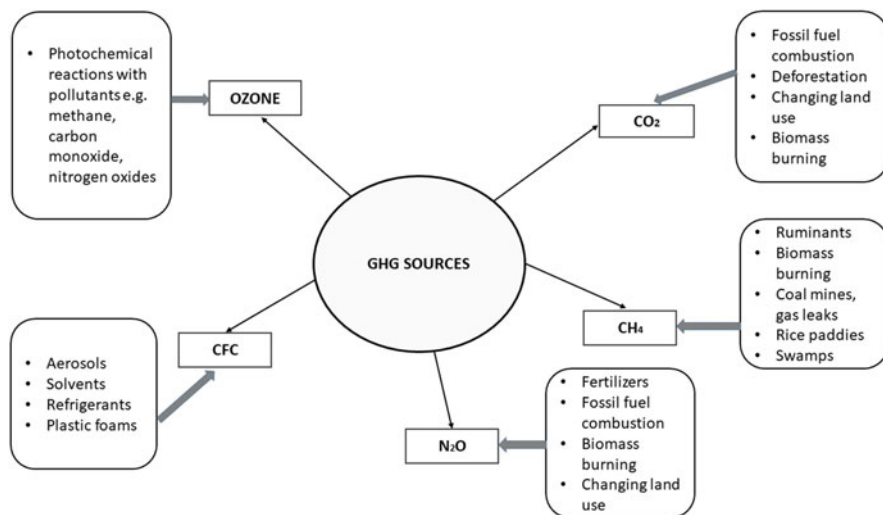 • Photochemical
reactions with
pollutants e.g.
methane,
carbon
monoxide,
nitrogen oxides
OZONE
• Fossil fuel
combustion
• Deforestation
• Changing land
use
• Biomass
burning
CO₂
GHG SOURCES
• Ruminants
• Biomass
burning
• Coal mines,
gas leaks
• Rice paddies
• Swamps
CH₄
CFC
• Aerosols
• Solvents
• Refrigerants
• Plastic foams
N₂O
• Fertilizers
• Fossil fuel
combustion
• Biomass
burning
• Changing land
use